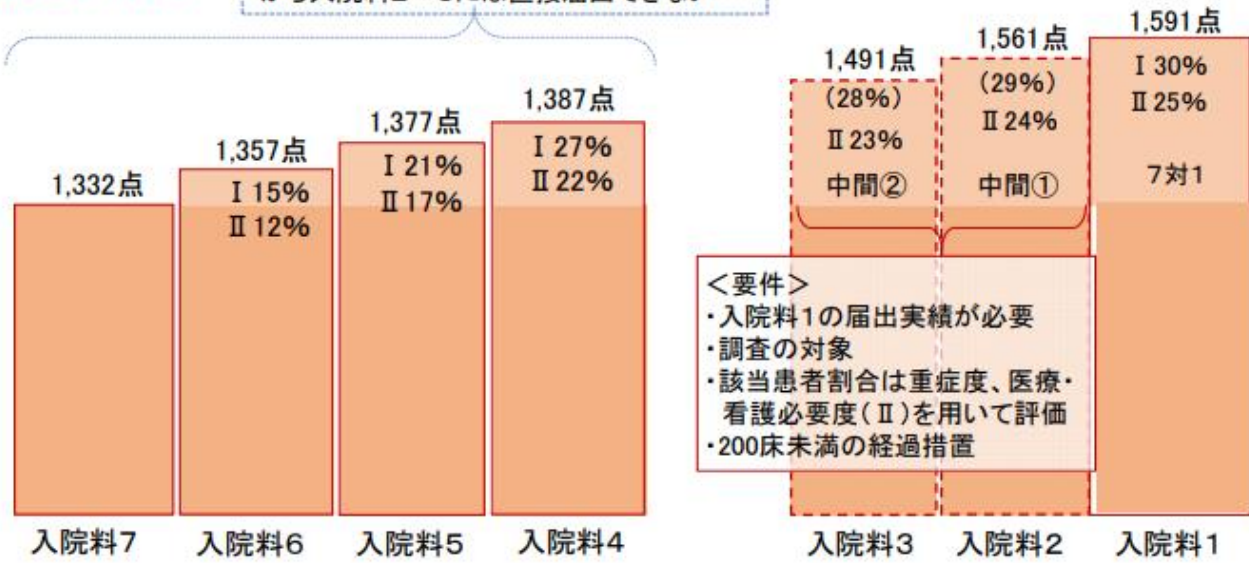 から入院料
1,332点
1,357点
Ⅰ 15%
Ⅱ 12%
1,377点
Ⅰ 21%
Ⅱ 17%
1,387点
Ⅰ 27%
Ⅱ 22%
1,491点
(28%)
Ⅱ 23%
中間②
1,561点
(29%)
Ⅱ 24%
中間①
1,591点
Ⅰ 30%
Ⅱ 25%
7対1
＜要件＞
・入院料1の届出実績が必要
・調査の対象
・該当患者割合は重症度、医療・
看護必要度(Ⅱ)を用いて評価
・200床未満の経過措置
入院料7
入院料6
入院料5
入院料4
入院料3
入院料2
入院料1